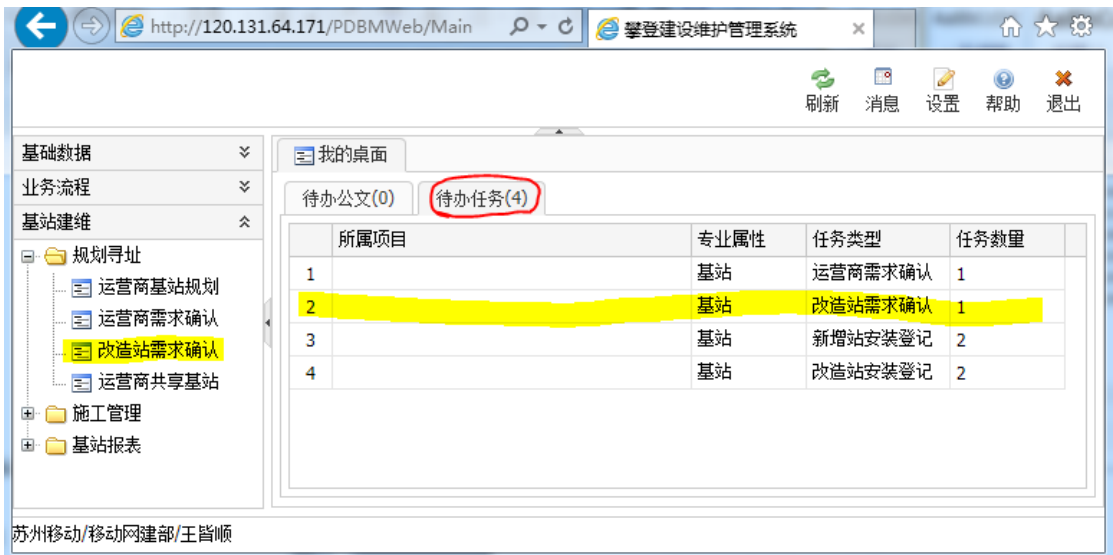 http://120.131.64.171/PDBMWeb/Main 攀登建设维护管理系统
刷新 消息 设置 帮助 退出
基础数据
业务流程
基站建维
规划寻址
运营商基站规划
运营商需求确认
改造站需求确认
运营商共享基站
施工管理
基站报表
我的桌面
待办公文(0) 待办任务(4)
所属项目 专业属性 任务类型 任务数量
1 基站 运营商需求确认 1
2 基站 改造站需求确认 1
3 基站 新增站安装登记 2
4 基站 改造站安装登记 2
苏州移动/移动网建部/王皆顺